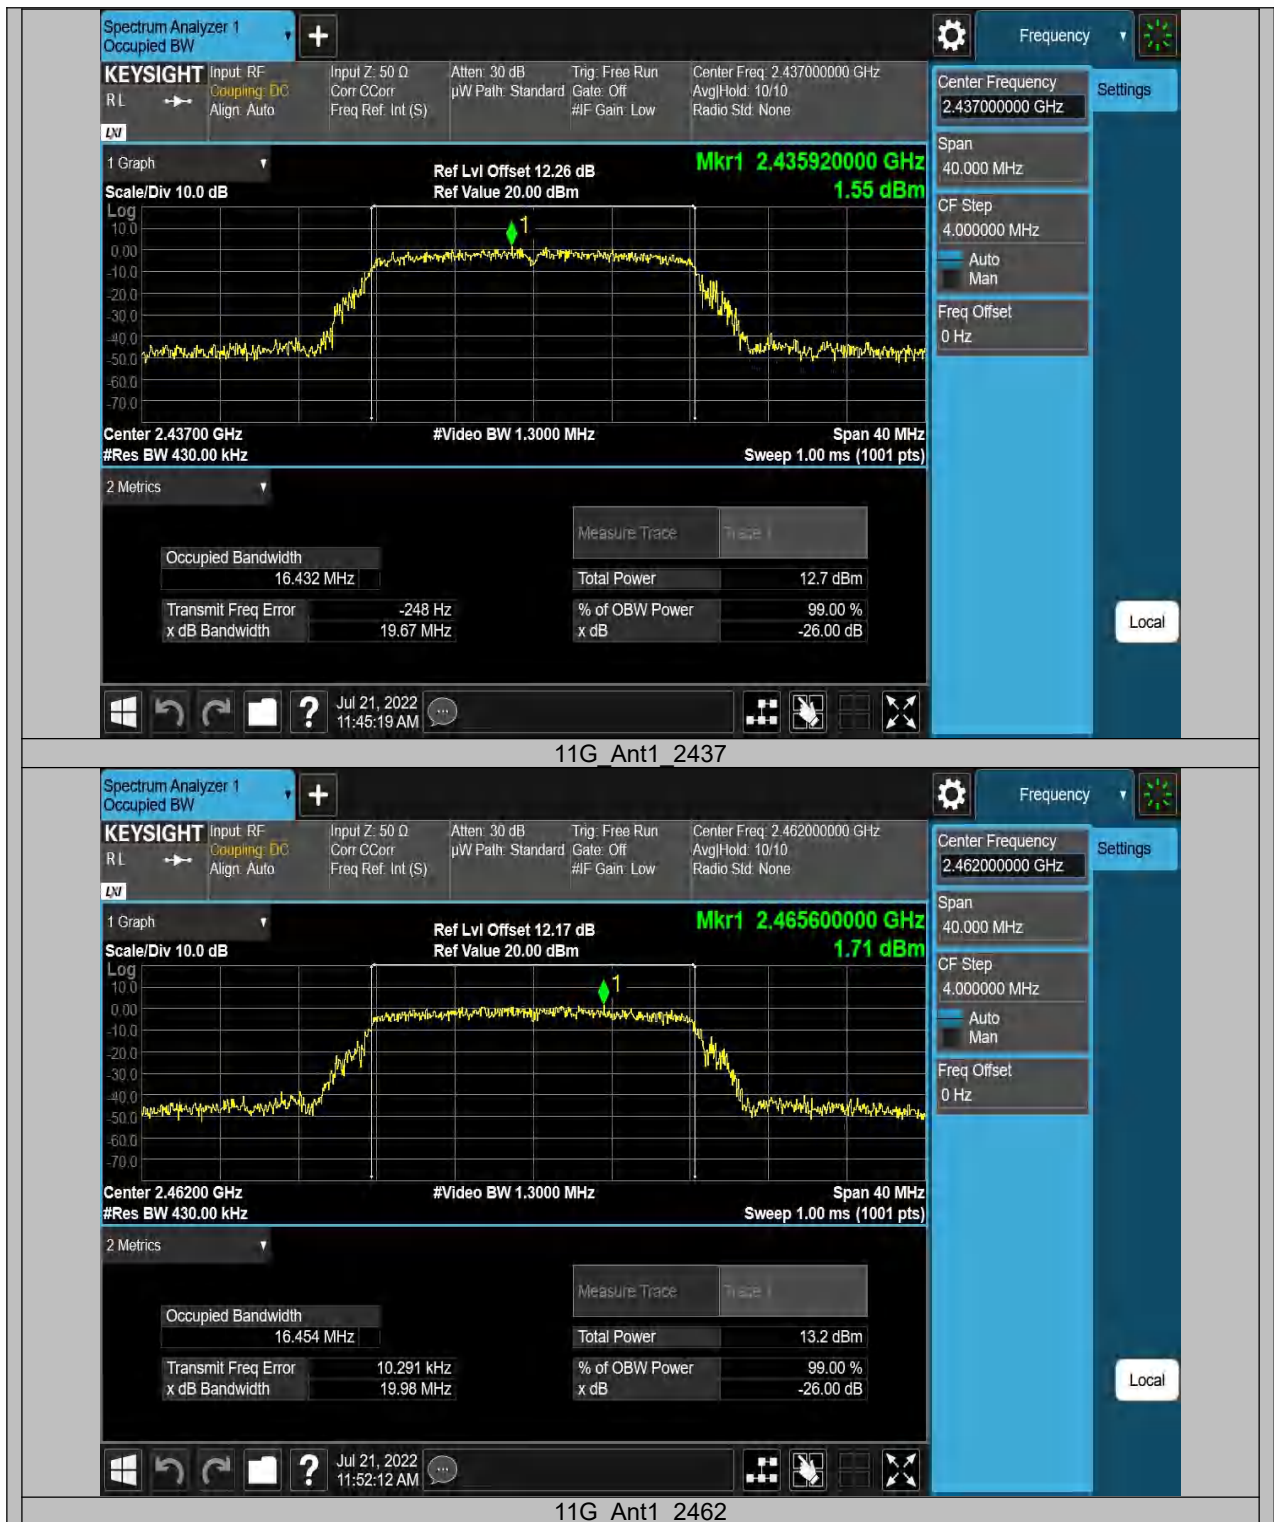 Spectrum Analyzer 1
Occupied BW
Frequency
KEYSIGHT
R L
LXI
Input: RF
Coupling: DC
Align: Auto
Input Z: 50 Ω
Corr CCorr
Freq Ref: Int (S)
Atten: 30 dB
µW Path: Standard
Trig: Free Run
Gate: Off
#IF Gain: Low
Center Freq: 2.437000000 GHz
Avg|Hold: 10/10
Radio Std: None
Center Frequency
2.437000000 GHz
Settings
Span
40.000 MHz
CF Step
4.000000 MHz
Auto
Man
Freq Offset
0 Hz
Local
1 Graph
Scale/Div 10.0 dB
Ref Lvl Offset 12.26 dB
Ref Value 20.00 dBm
Mkr1 2.435920000 GHz
1.55 dBm
Log
10.0
0.00
-10.0
-20.0
-30.0
-40.0
-50.0
-60.0
-70.0
1
Center 2.43700 GHz
#Res BW 430.00 kHz
#Video BW 1.3000 MHz
Span 40 MHz
Sweep 1.00 ms (1001 pts)
2 Metrics
Measure Trace
Trace 1
Occupied Bandwidth
16.432 MHz
Total Power 12.7 dBm
Transmit Freq Error -248 Hz
% of OBW Power 99.00 %
x dB Bandwidth 19.67 MHz
x dB -26.00 dB
Jul 21, 2022
11:45:19 AM
11G_Ant1_2437
Spectrum Analyzer 1
Occupied BW
Frequency
KEYSIGHT
R L
LXI
Input: RF
Coupling: DC
Align: Auto
Input Z: 50 Ω
Corr CCorr
Freq Ref: Int (S)
Atten: 30 dB
µW Path: Standard
Trig: Free Run
Gate: Off
#IF Gain: Low
Center Freq: 2.462000000 GHz
Avg|Hold: 10/10
Radio Std: None
Center Frequency
2.462000000 GHz
Settings
Span
40.000 MHz
CF Step
4.000000 MHz
Auto
Man
Freq Offset
0 Hz
Local
1 Graph
Scale/Div 10.0 dB
Ref Lvl Offset 12.17 dB
Ref Value 20.00 dBm
Mkr1 2.465600000 GHz
1.71 dBm
Log
10.0
0.00
-10.0
-20.0
-30.0
-40.0
-50.0
-60.0
-70.0
1
Center 2.46200 GHz
#Res BW 430.00 kHz
#Video BW 1.3000 MHz
Span 40 MHz
Sweep 1.00 ms (1001 pts)
2 Metrics
Measure Trace
Trace 1
Occupied Bandwidth
16.454 MHz
Total Power 13.2 dBm
Transmit Freq Error 10.291 kHz
% of OBW Power 99.00 %
x dB Bandwidth 19.98 MHz
x dB -26.00 dB
Jul 21, 2022
11:52:12 AM
11G_Ant1_2462